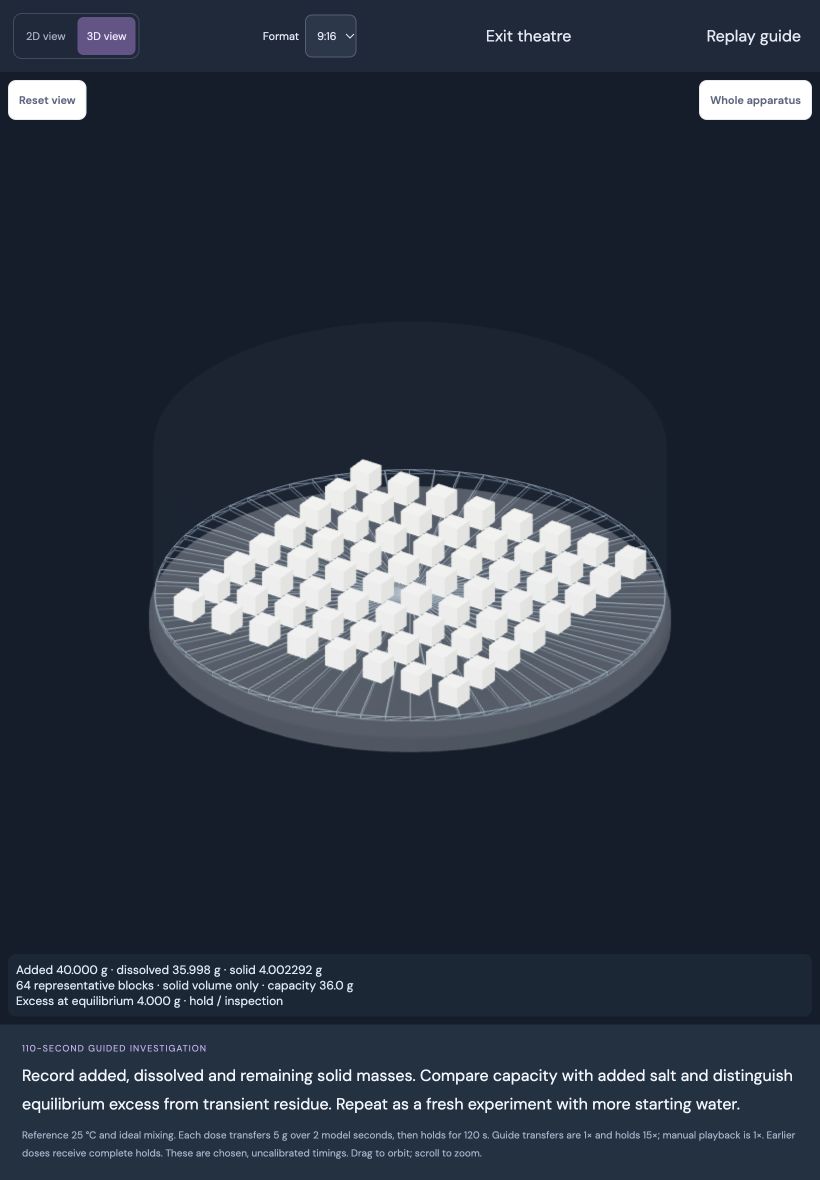 2D view
3D view
Format
9:16
Exit theatre
Replay guide
Reset view
Whole apparatus
Added 40.000 g · dissolved 35.998 g · solid 4.002292 g
64 representative blocks · solid volume only · capacity 36.0 g
Excess at equilibrium 4.000 g · hold / inspection
110-SECOND GUIDED INVESTIGATION
Record added, dissolved and remaining solid masses. Compare capacity with added salt and distinguish
equilibrium excess from transient residue. Repeat as a fresh experiment with more starting water.
Reference 25 °C and ideal mixing. Each dose transfers 5 g over 2 model seconds, then holds for 120 s. Guide transfers are 1× and holds 15×; manual playback is 1×. Earlier
doses receive complete holds. These are chosen, uncalibrated timings. Drag to orbit; scroll to zoom.